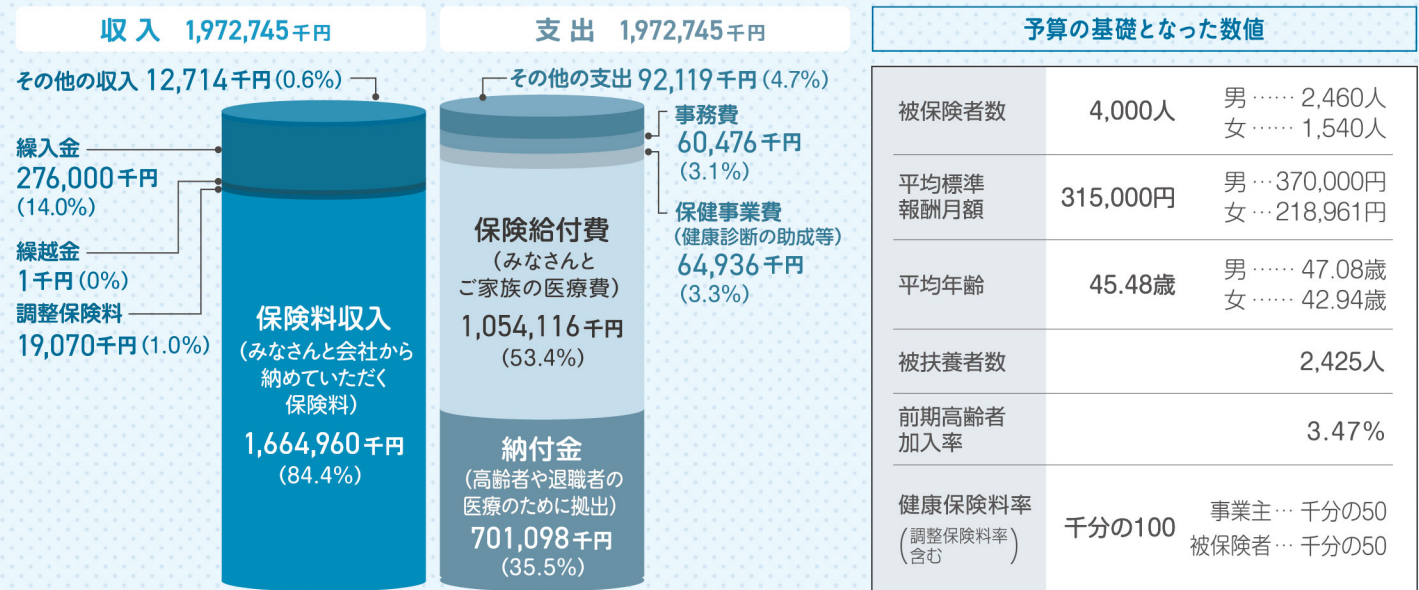 収入 1,972,745千円
その他の収入 12,714千円(0.6%)
繰入金
276,000千円
(14.0%)
繰越金
1千円(0%)
調整保険料
19,070千円(1.0%)
保険料収入
(みなさんと会社から
納めていただく
保険料)
1,664,960千円
(84.4%)
支出 1,972,745千円
その他の支出 92,119千円(4.7%)
事務費
60,476千円
(3.1%)
保健事業費
(健康診断の助成等)
64,936千円
(3.3%)
保険給付費
(みなさんと
ご家族の医療費)
1,054,116千円
(53.4%)
納付金
(高齢者や退職者の
医療のために拠出)
701,098千円
(35.5%)
予算の基礎となった数値
被保険者数 4,000人 男……2,460人
女……1,540人
平均標準
報酬月額 315,000円 男…370,000円
女…218,961円
平均年齢 45.48歳 男……47.08歳
女……42.94歳
被扶養者数 2,425人
前期高齢者
加入率 3.47%
健康保険料率
(調整保険料率
含む) 千分の100 事業主…千分の50
被保険者…千分の50